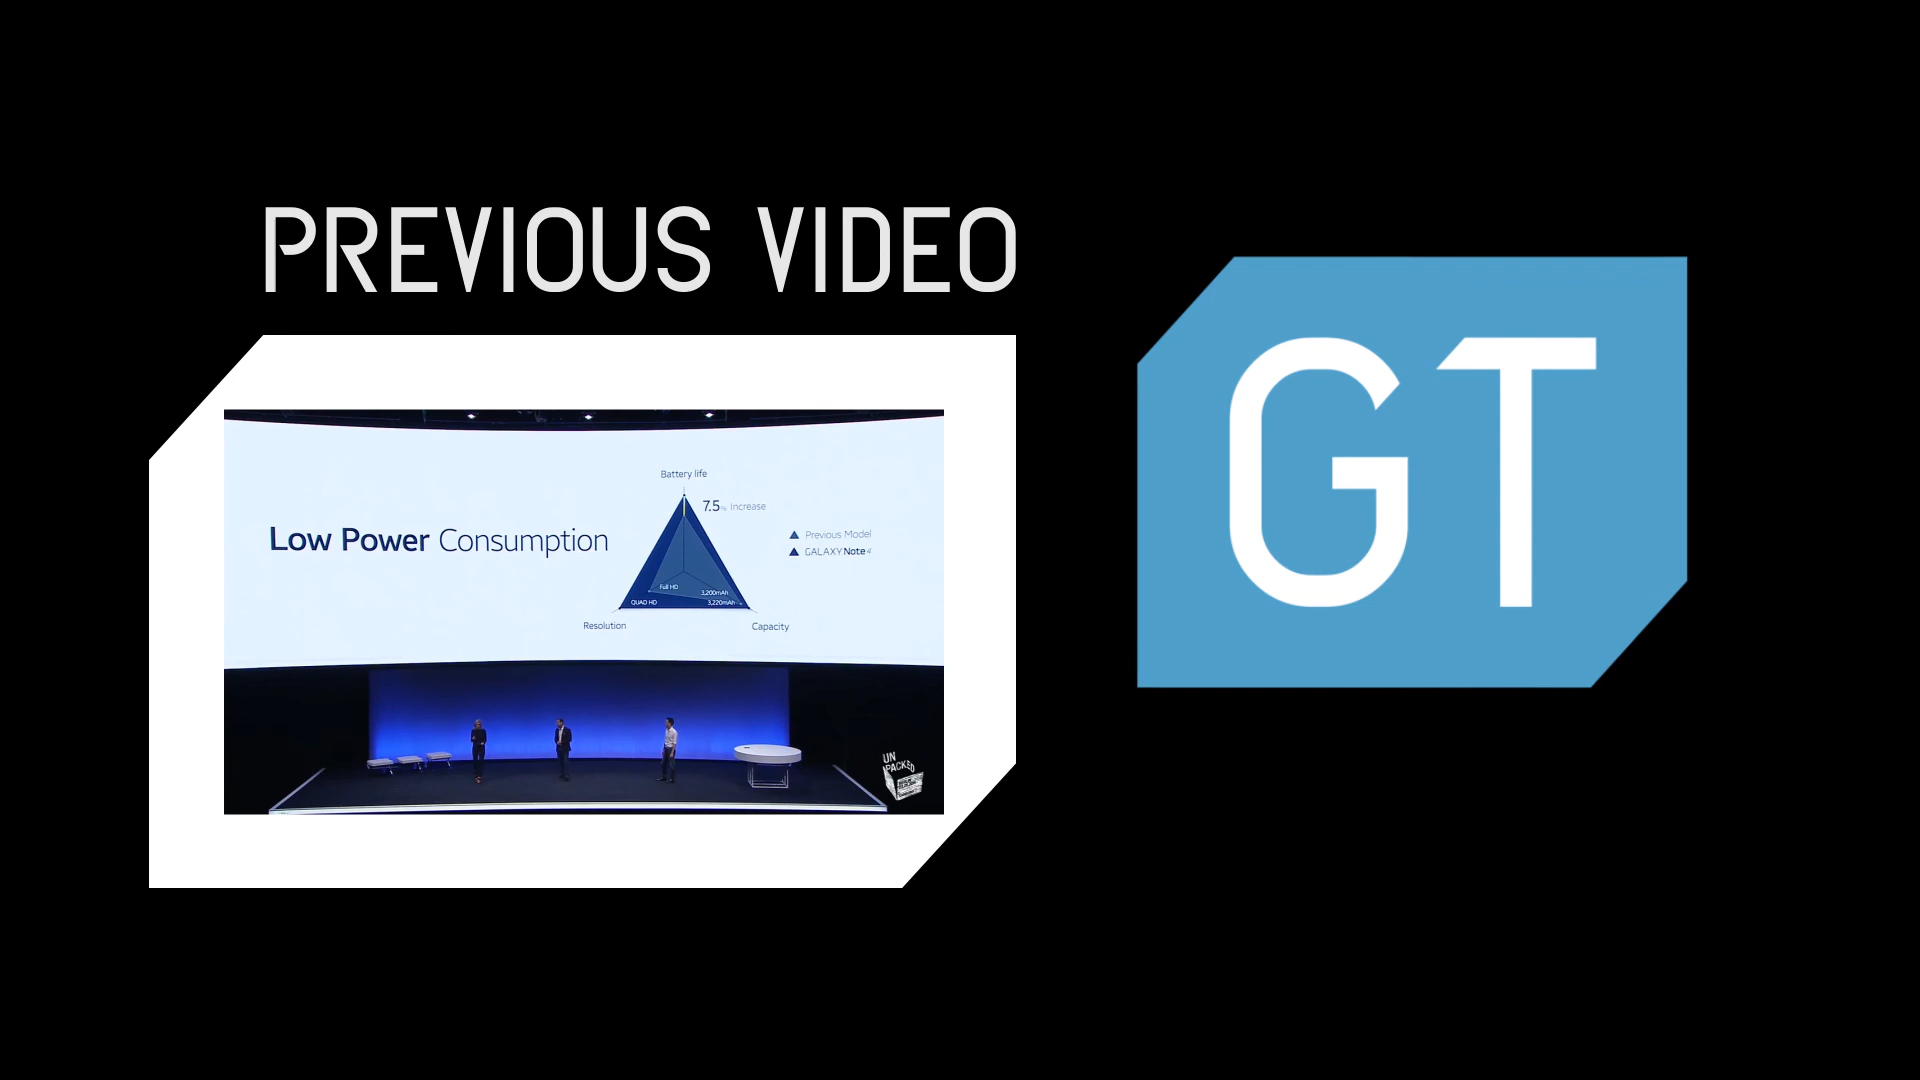 PREVIOUS VIDEO
GT
Battery life
7.5% Increase
Low Power Consumption
Previous Model
GALAXY Note 4
Full HD
3,200mAh
QUAD HD
3,220mAh
Resolution
Capacity
UN
PACKED